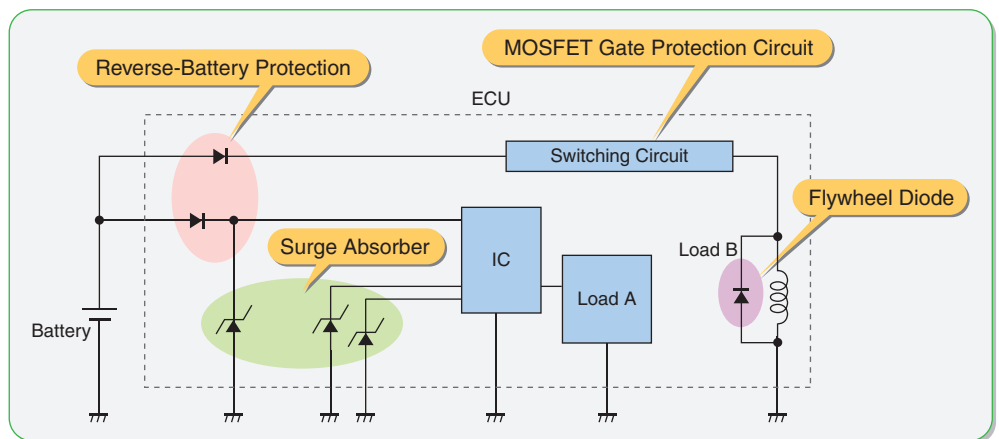 MOSFET Gate Protection Circuit
Reverse-Battery Protection
ECU
Switching Circuit
Flywheel Diode
Surge Absorber
Load B
IC
Load A
Battery